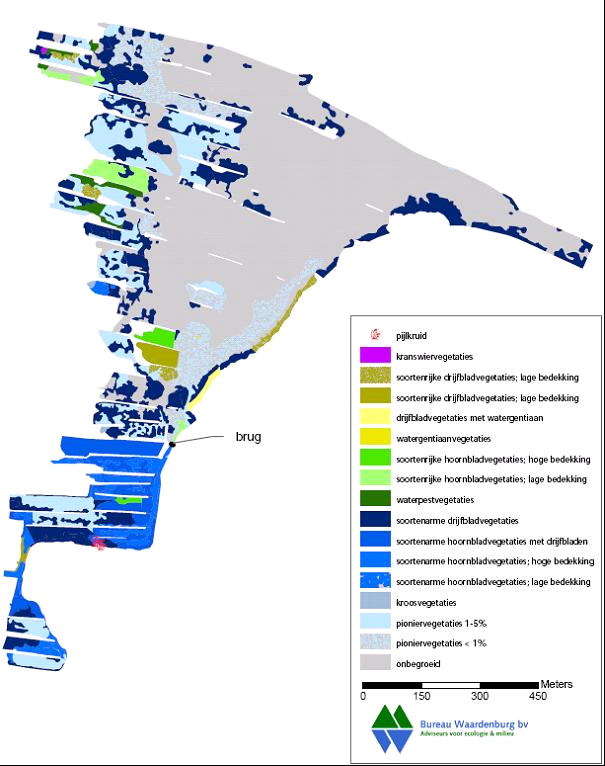 brug
pijlkruid
kranswiervegetaties
soortenrijke drijfbladvegetaties; lage bedekking
soortenrijke drijfbladvegetaties; lage bedekking
drijfbladvegetaties met watergentiaan
watergentiaanvegetaties
soortenrijke hoornbladvegetaties; hoge bedekking
soortenrijke hoornbladvegetaties; lage bedekking
waterpestvegetaties
soortenarme drijfbladvegetaties
soortenarme hoornbladvegetaties met drijfbladen
soortenarme hoornbladvegetaties; hoge bedekking
soortenarme hoornbladvegetaties; lage bedekking
kroosvegetaties
pioniervegetaties 1-5%
pioniervegetaties < 1%
onbegroeid
Meters
0 150 300 450
Bureau Waardenburg bv
Adviseurs voor ecologie & milieu